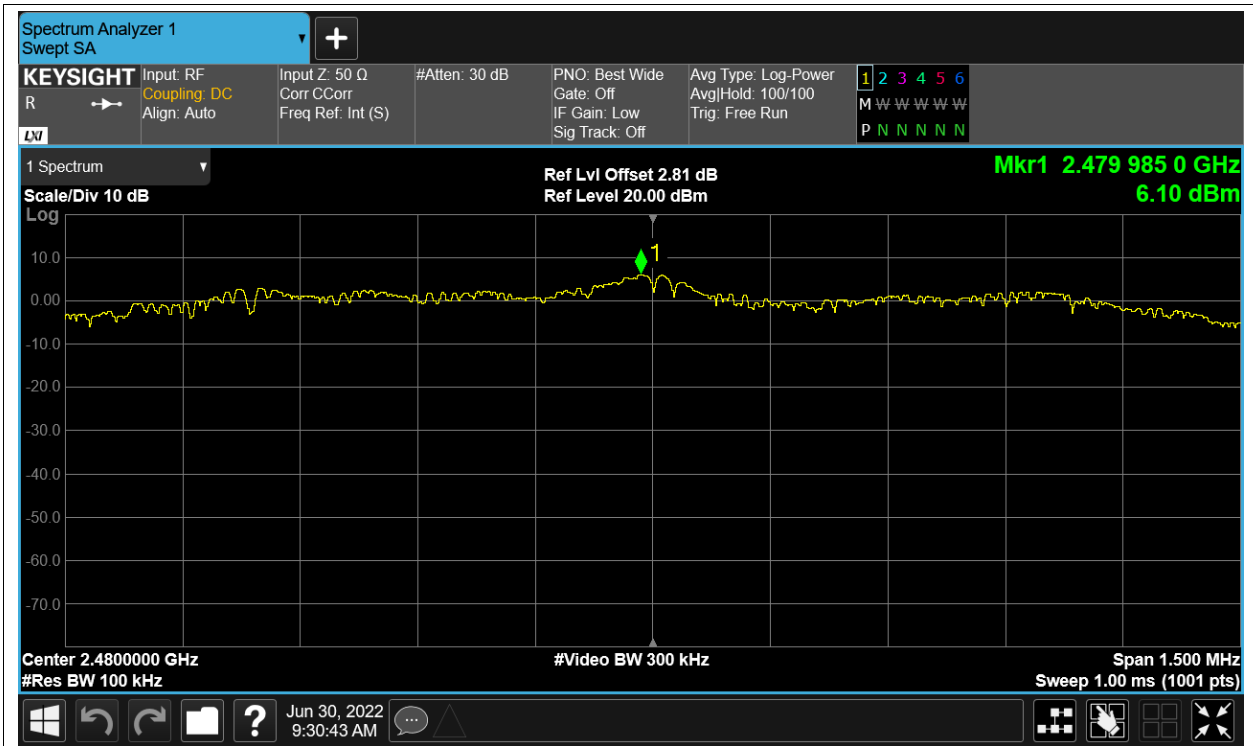 Spectrum Analyzer 1
Swept SA
KEYSIGHT
R
LXI
Input: RF
Coupling: DC
Align: Auto
Input Z: 50 Ω
Corr CCorr
Freq Ref: Int (S)
#Atten: 30 dB
PNO: Best Wide
Gate: Off
IF Gain: Low
Sig Track: Off
Avg Type: Log-Power
Avg|Hold: 100/100
Trig: Free Run
1 2 3 4 5 6
M W W W W W
P N N N N N
1 Spectrum
Scale/Div 10 dB
Log
Ref Lvl Offset 2.81 dB
Ref Level 20.00 dBm
Mkr1 2.479 985 0 GHz
6.10 dBm
1
10.0
0.00
-10.0
-20.0
-30.0
-40.0
-50.0
-60.0
-70.0
Center 2.4800000 GHz
#Res BW 100 kHz
#Video BW 300 kHz
Span 1.500 MHz
Sweep 1.00 ms (1001 pts)
?
Jun 30, 2022
9:30:43 AM